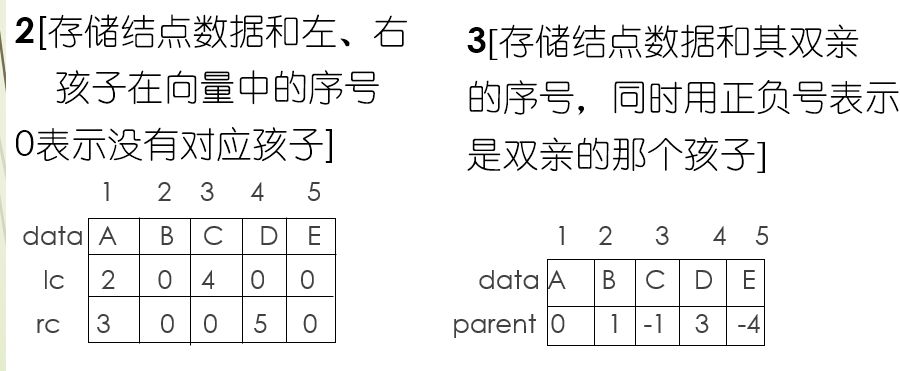 2[存储结点数据和左、右
孩子在向量中的序号
0表示没有对应孩子]
1 2 3 4 5
data A B C D E
lc 2 0 4 0 0
rc 3 0 0 5 0
3[存储结点数据和其双亲
的序号，同时用正负号表示
是双亲的那个孩子]
1 2 3 4 5
data A B C D E
parent 0 1 -1 3 -4